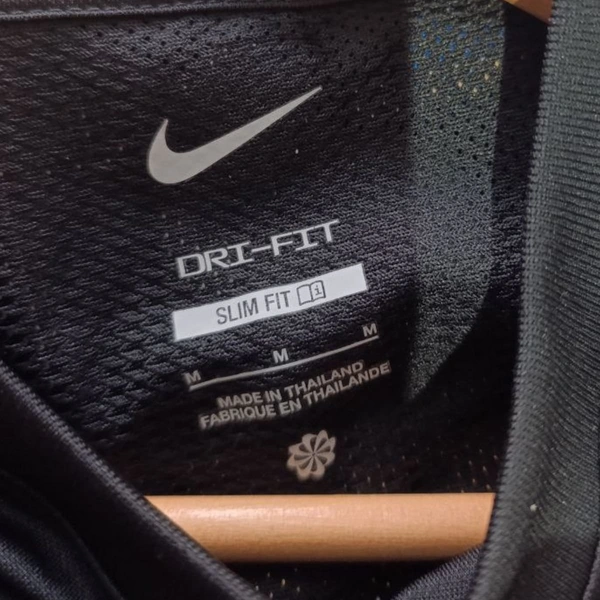 DRI-FIT
SLIM FIT
M M M
MADE IN THAILAND
FABRIQUE EN THAILANDE